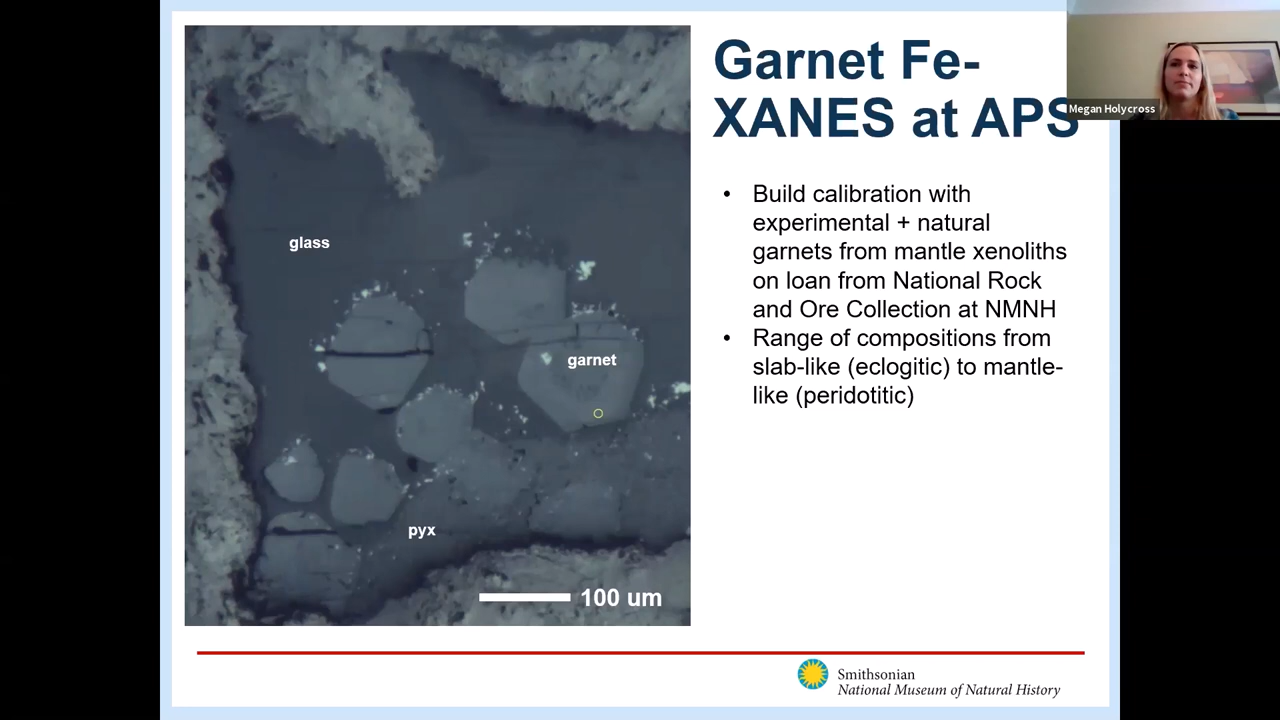 Garnet Fe-
XANES at APS
Megan Holycross
• Build calibration with
experimental + natural
garnets from mantle xenoliths
on loan from National Rock
and Ore Collection at NMNH
• Range of compositions from
slab-like (eclogitic) to mantle-
like (peridotitic)
glass
garnet
pyx
100 um
Smithsonian
National Museum of Natural History